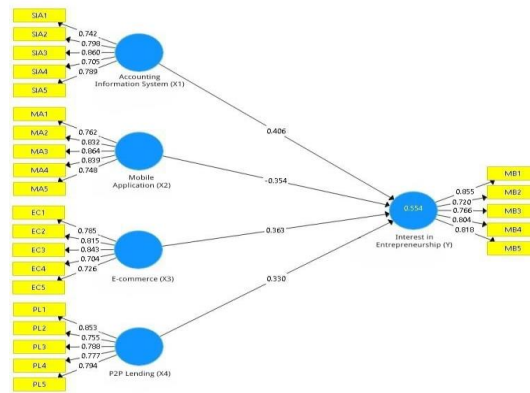 SIA1
SIA2
SIA3
SIA4
SIA5
0.742
0.798
0.860
0.705
0.789
Accounting
Information System (X1)
MA1
MA2
MA3
MA4
MA5
0.762
0.832
0.864
0.839
0.748
Mobile
Application (X2)
EC1
EC2
EC3
EC4
EC5
0.785
0.815
0.843
0.704
0.726
E-commerce (X3)
PL1
PL2
PL3
PL4
PL5
0.853
0.755
0.788
0.777
0.794
P2P Lending (X4)
0.406
-0.354
0.363
0.330
0.554
Interest in
Entrepreneurship (Y)
0.855
0.720
0.766
0.804
0.818
MB1
MB2
MB3
MB4
MB5